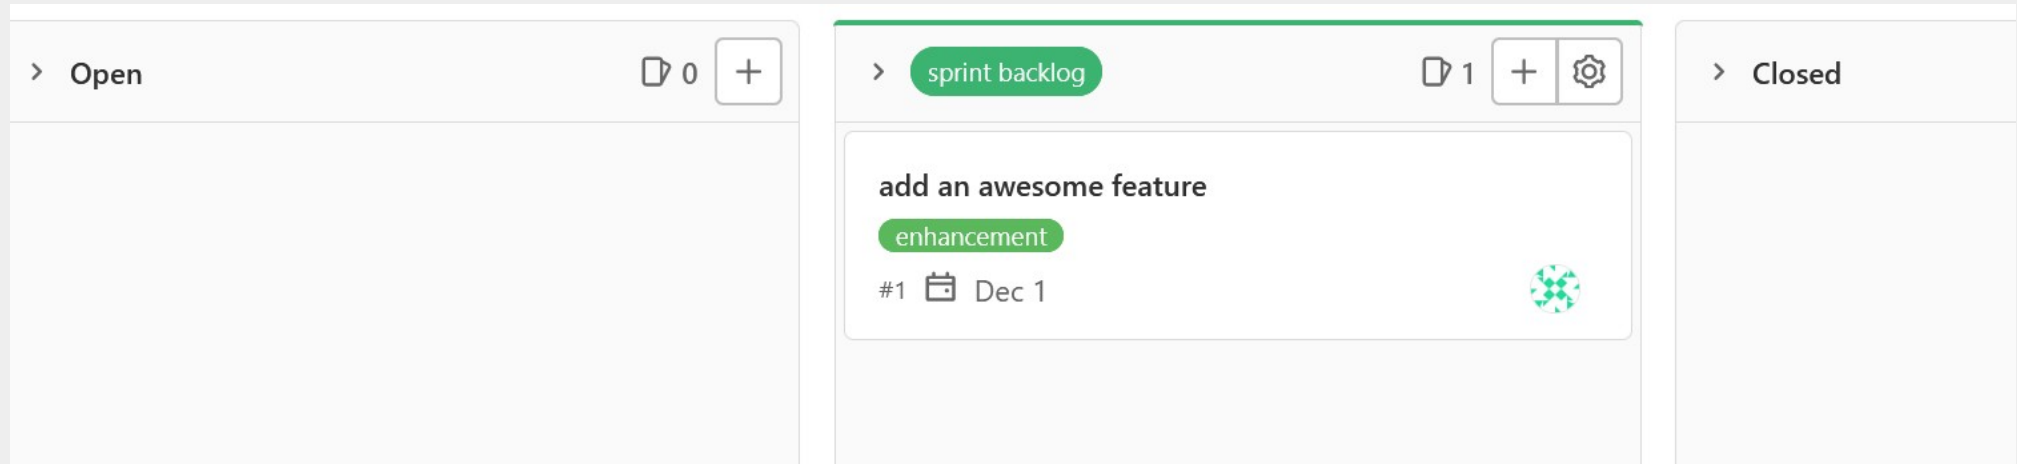 Open
0
sprint backlog
1
Closed
add an awesome feature
enhancement
#1 Dec 1